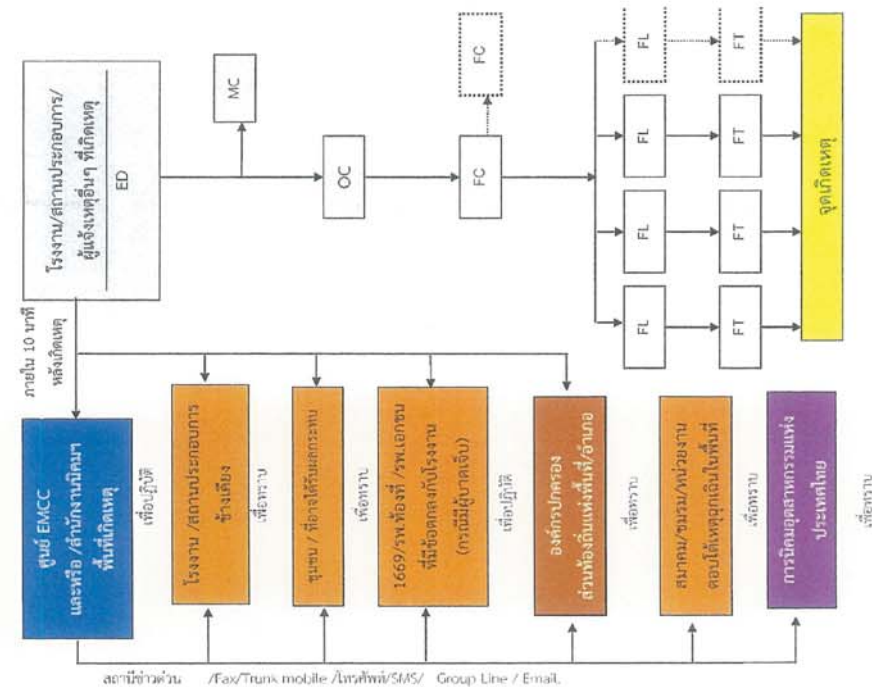 โรงงาน/สถานประกอบการ/
ผู้แจ้งเหตุอื่นๆ ที่เกิดเหตุ
ED
MC
OC
FC
FC
FL
FL
FL
FL
FT
FT
FT
FT
จุดเกิดเหตุ
ภายใน 10 นาที
หลังเกิดเหตุ
ศูนย์ EMCC
และหรือ /สำนักงานนิคมฯ
พื้นที่เกิดเหตุ
เพื่อปฏิบัติ
โรงงาน /สถานประกอบการ
ข้างเคียง
เพื่อทราบ
ชุมชน / ที่อาจได้รับผลกระทบ
เพื่อทราบ
1669/รพ.ท้องที่ /รพ.เอกชน
ที่มีข้อตกลงกับโรงงาน
(กรณีมีผู้บาดเจ็บ)
เพื่อปฏิบัติ
องค์กรปกครอง
ส่วนท้องถิ่นแห่งพื้นที่/อำเภอ
เพื่อทราบ
สมาคม/ชมรม/หน่วยงาน
ตอบโต้เหตุฉุกเฉินในพื้นที่
เพื่อทราบ
การนิคมอุตสาหกรรมแห่ง
ประเทศไทย
เพื่อทราบ
สถานีข่าวด่วน /Fax/Trunk mobile /โทรศัพท์/SMS/ Group Line / Email.